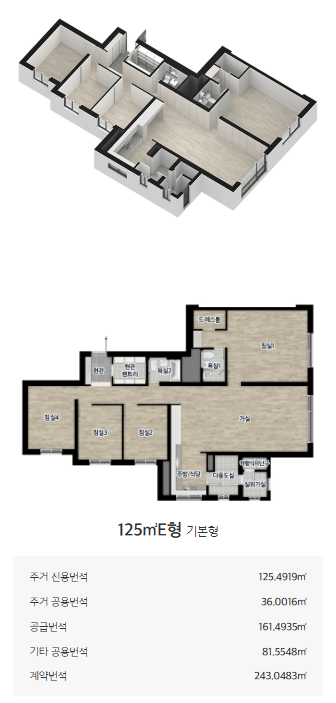 드레스룸
침실1
현관
현관
팬트리
욕실2
욕실1
침실4
침실3
침실2
거실
주방/식당
다용도실
하향식피난구
실외기실
125㎡E형 기본형
주거 전용면적 125.4919㎡
주거 공용면적 36.0016㎡
공급면적 161.4935㎡
기타 공용면적 81.5548㎡
계약면적 243.0483㎡